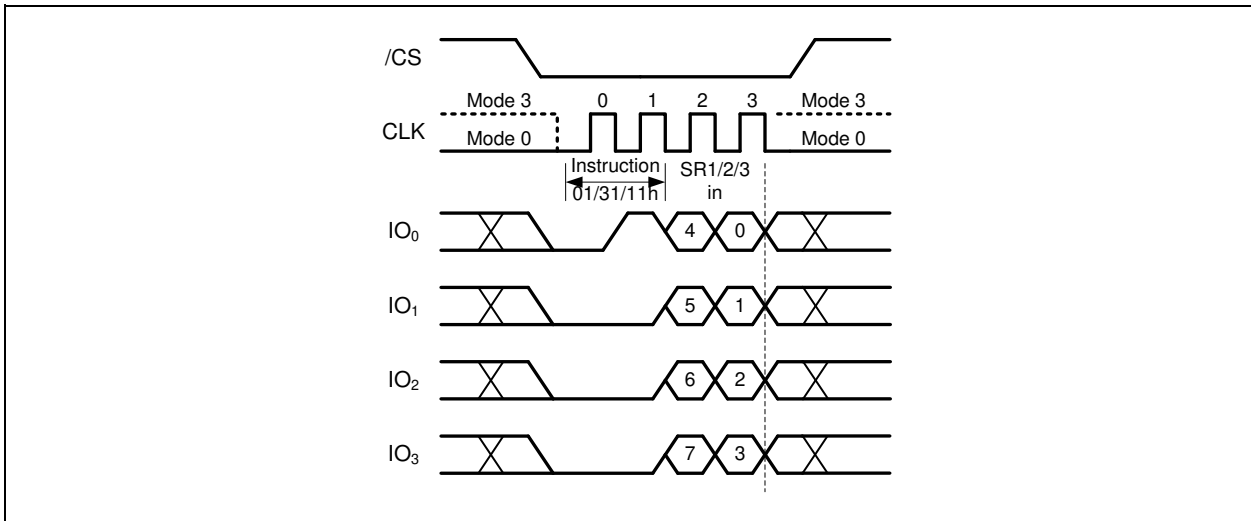 /CS
Mode 3 0 1 2 3 Mode 3
CLK
Mode 0 Mode 0
Instruction SR1/2/3
01/31/11h in
IO₀ 4 0
IO₁ 5 1
IO₂ 6 2
IO₃ 7 3